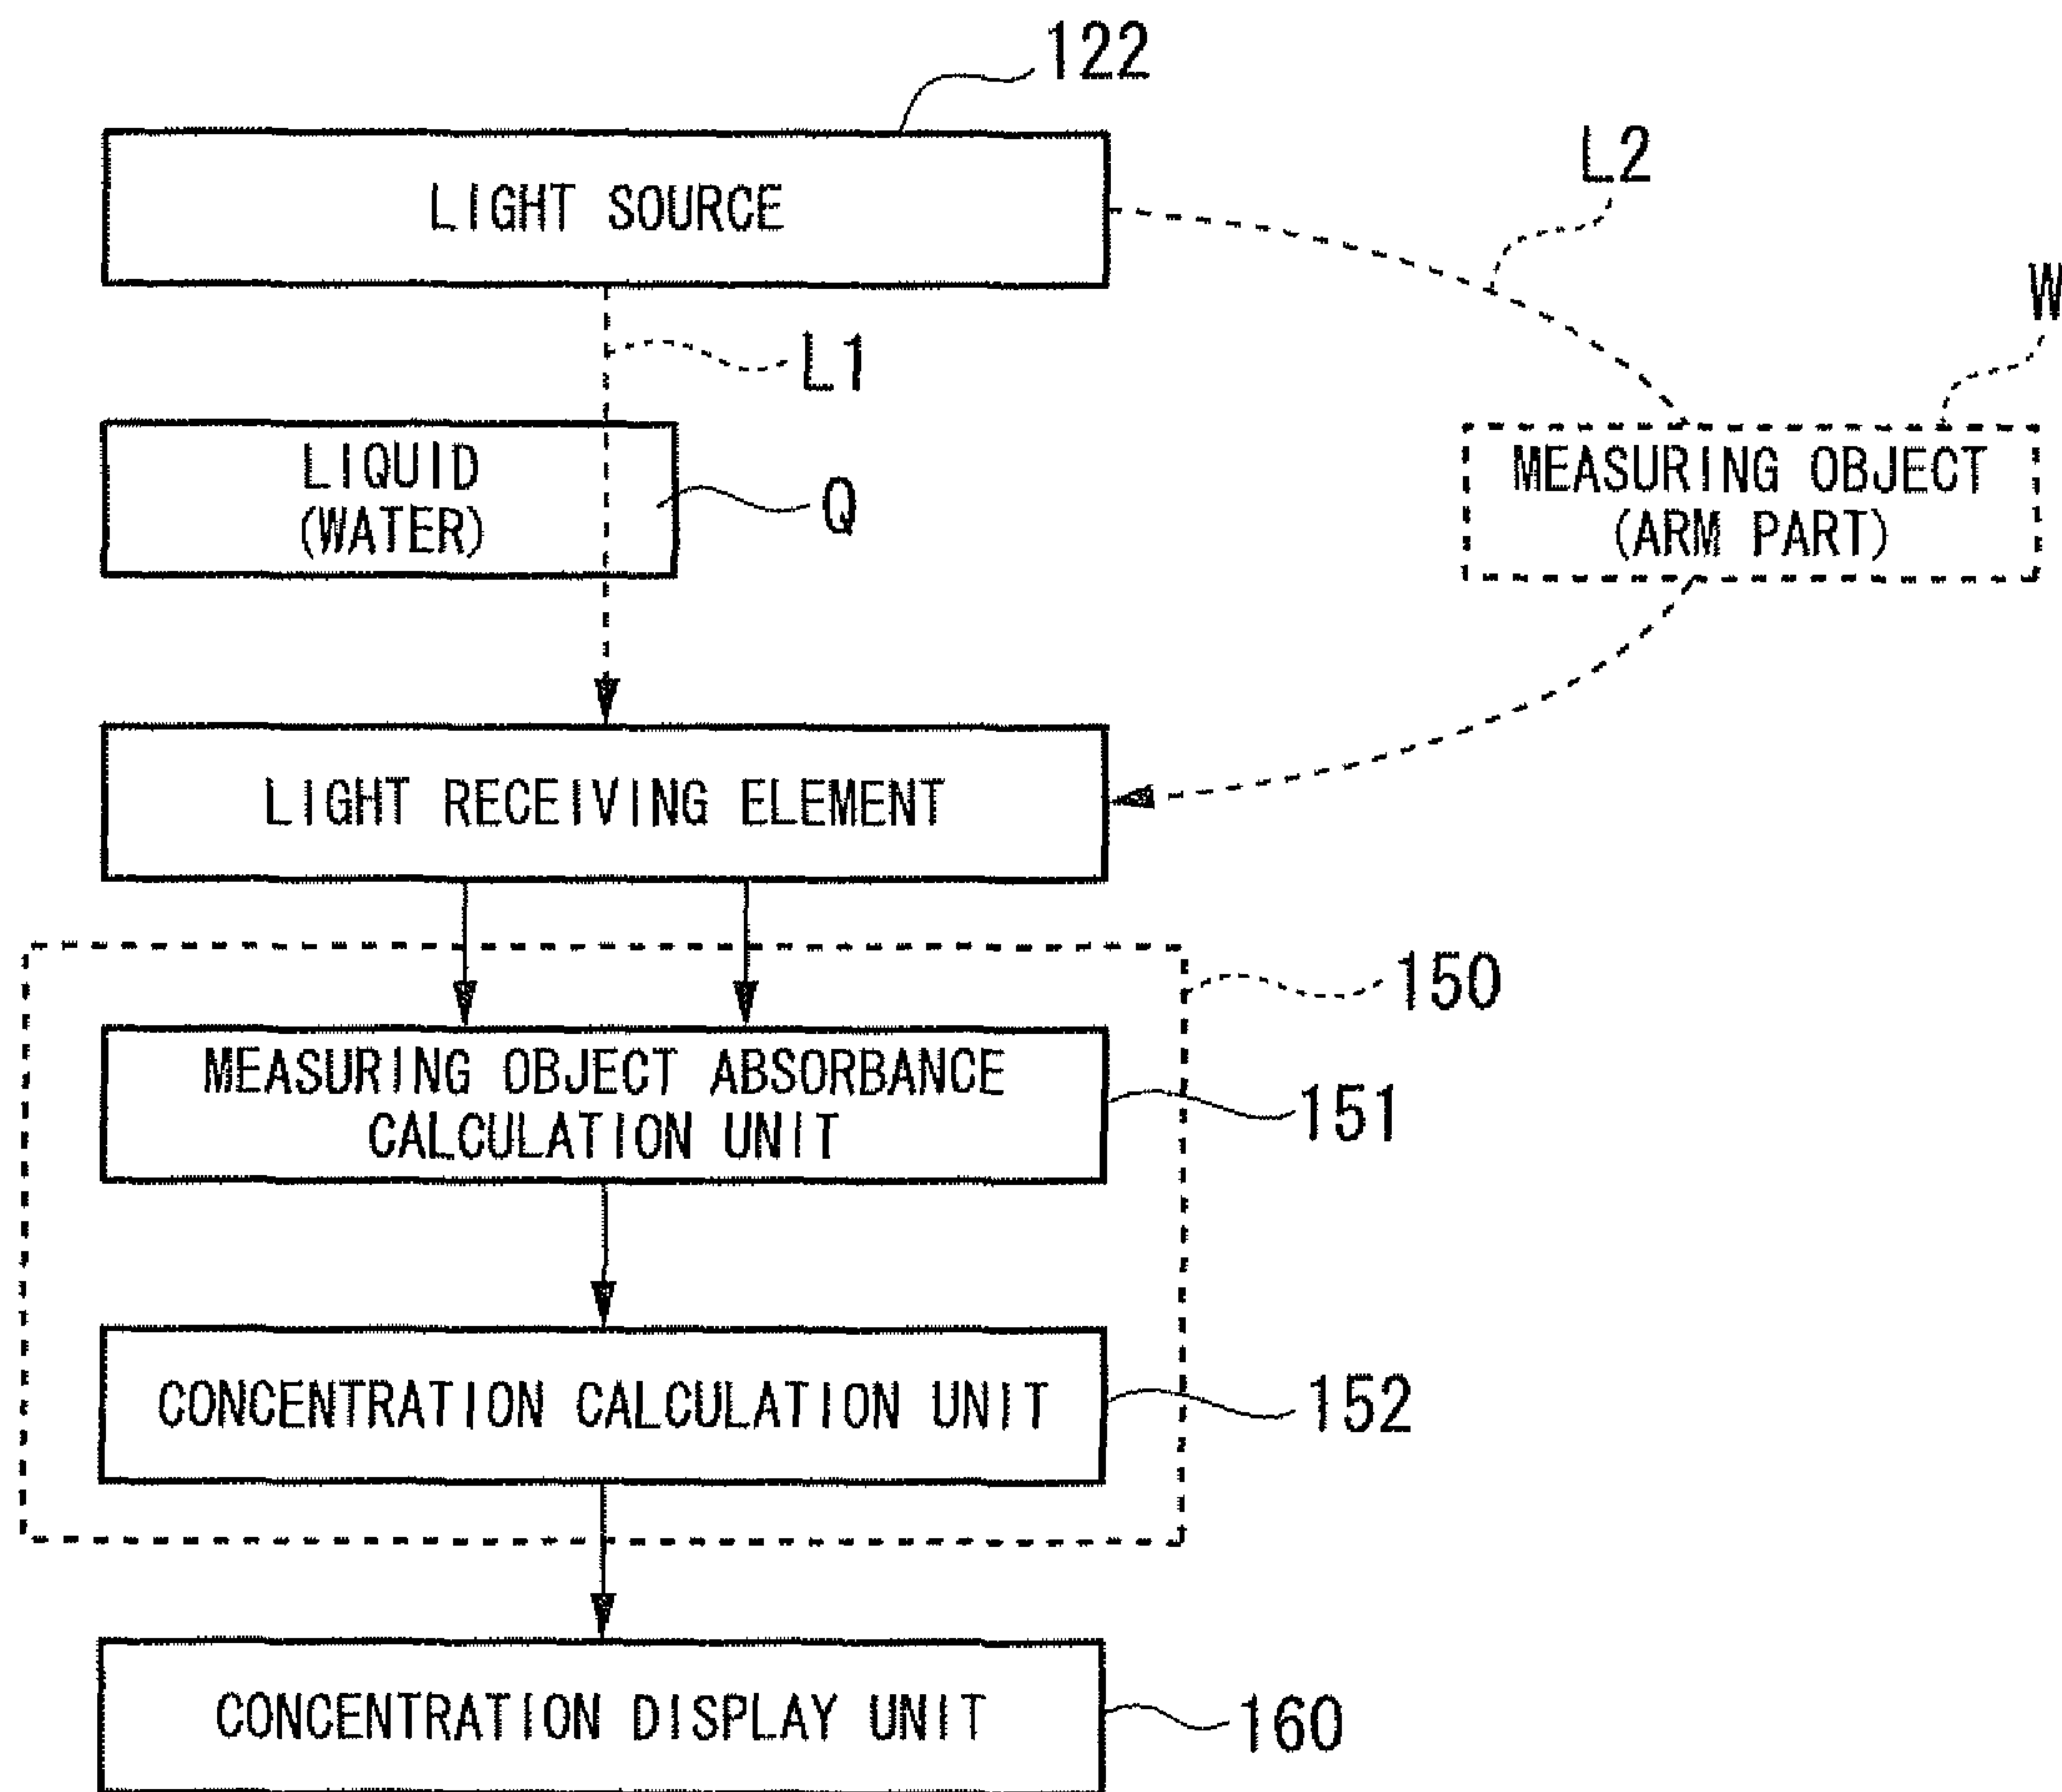 122
LIGHT SOURCE
L2
W
L1
LIQUID
(WATER)
Q
MEASURING OBJECT
(ARM PART)
LIGHT RECEIVING ELEMENT
150
MEASURING OBJECT ABSORBANCE
CALCULATION UNIT
151
CONCENTRATION CALCULATION UNIT
152
CONCENTRATION DISPLAY UNIT
160